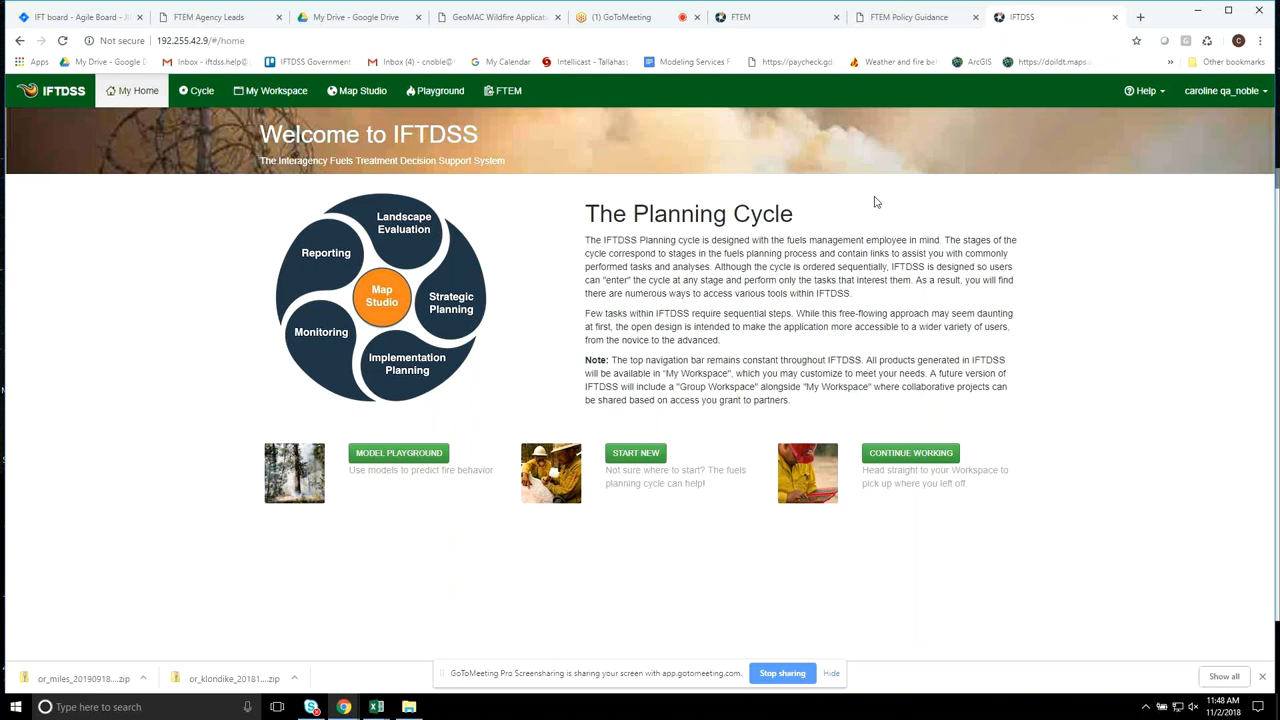 IFT board - Agile Board - JI
FTEM Agency Leads
My Drive - Google Drive
GeoMAC Wildfire Applicat
(1) GoToMeeting
FTEM
FTEM Policy Guidance
IFTDSS
Not secure
192.255.42.9/#/home
Apps
My Drive - Google D
Inbox - iftdss.help@
IFTDSS Government
Inbox (4) - cnoble@
My Calendar
Intellicast - Tallahass
Modeling Services F
https://paycheck.gd
Weather and fire be
ArcGIS
https://doildt.maps.
»
Other bookmarks
IFTDSS
My Home
Cycle
My Workspace
Map Studio
Playground
FTEM
Help
caroline qa_noble
Welcome to IFTDSS
The Interagency Fuels Treatment Decision Support System
Landscape
Evaluation
Reporting
Map
Studio
Strategic
Planning
Monitoring
Implementation
Planning
The Planning Cycle
The IFTDSS Planning cycle is designed with the fuels management employee in mind. The stages of the
cycle correspond to stages in the fuels planning process and contain links to assist you with commonly
performed tasks and analyses. Although the cycle is ordered sequentially, IFTDSS is designed so users
can "enter" the cycle at any stage and perform only the tasks that interest them. As a result, you will find
there are numerous ways to access various tools within IFTDSS.
Few tasks within IFTDSS require sequential steps. While this free-flowing approach may seem daunting
at first, the open design is intended to make the application more accessible to a wider variety of users,
from the novice to the advanced.
Note: The top navigation bar remains constant throughout IFTDSS. All products generated in IFTDSS
will be available in "My Workspace", which you may customize to meet your needs. A future version of
IFTDSS will include a "Group Workspace" alongside "My Workspace" where collaborative projects can
be shared based on access you grant to partners.
MODEL PLAYGROUND
Use models to predict fire behavior
START NEW
Not sure where to start? The fuels
planning cycle can help!
CONTINUE WORKING
Head straight to your Workspace to
pick up where you left off.
or_klondike_20181....zip
GoToMeeting Pro Screensharing is sharing your screen with app.gotomeeting.com.
Stop sharing
Hide
Show all
Type here to search
11:48 AM
11/2/2018